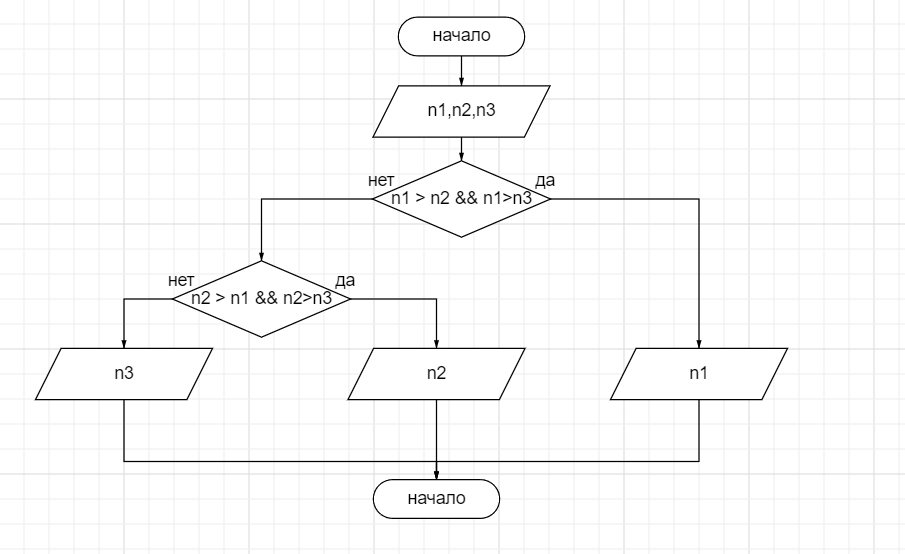 начало
n1,n2,n3
нет
да
n1 > n2 && n1>n3
нет
да
n2 > n1 && n2>n3
n3
n2
n1
начало